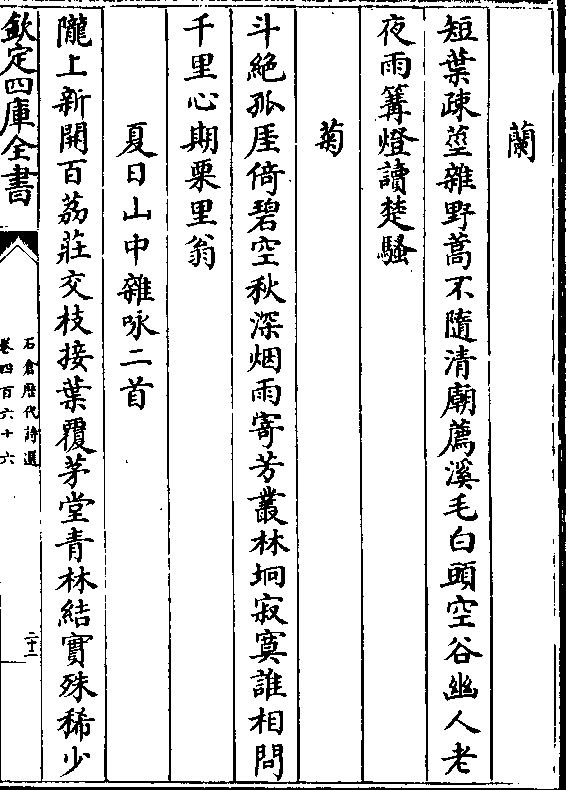 蘭
短葉疎莖雜野蒿不隨清廟薦溪毛白頭空谷幽人老
夜雨篝燈讀楚騷
菊
斗絶孤厓倚碧空秋深烟雨寄芳叢林坰寂寞誰相問
千里心期栗里翁
夏日山中雜咏二首
隴上新開百荔莊交枝接葉覆茅堂青林結實殊稀少
欽定四庫全書
石倉歴代詩選
卷四百六十六
二十二